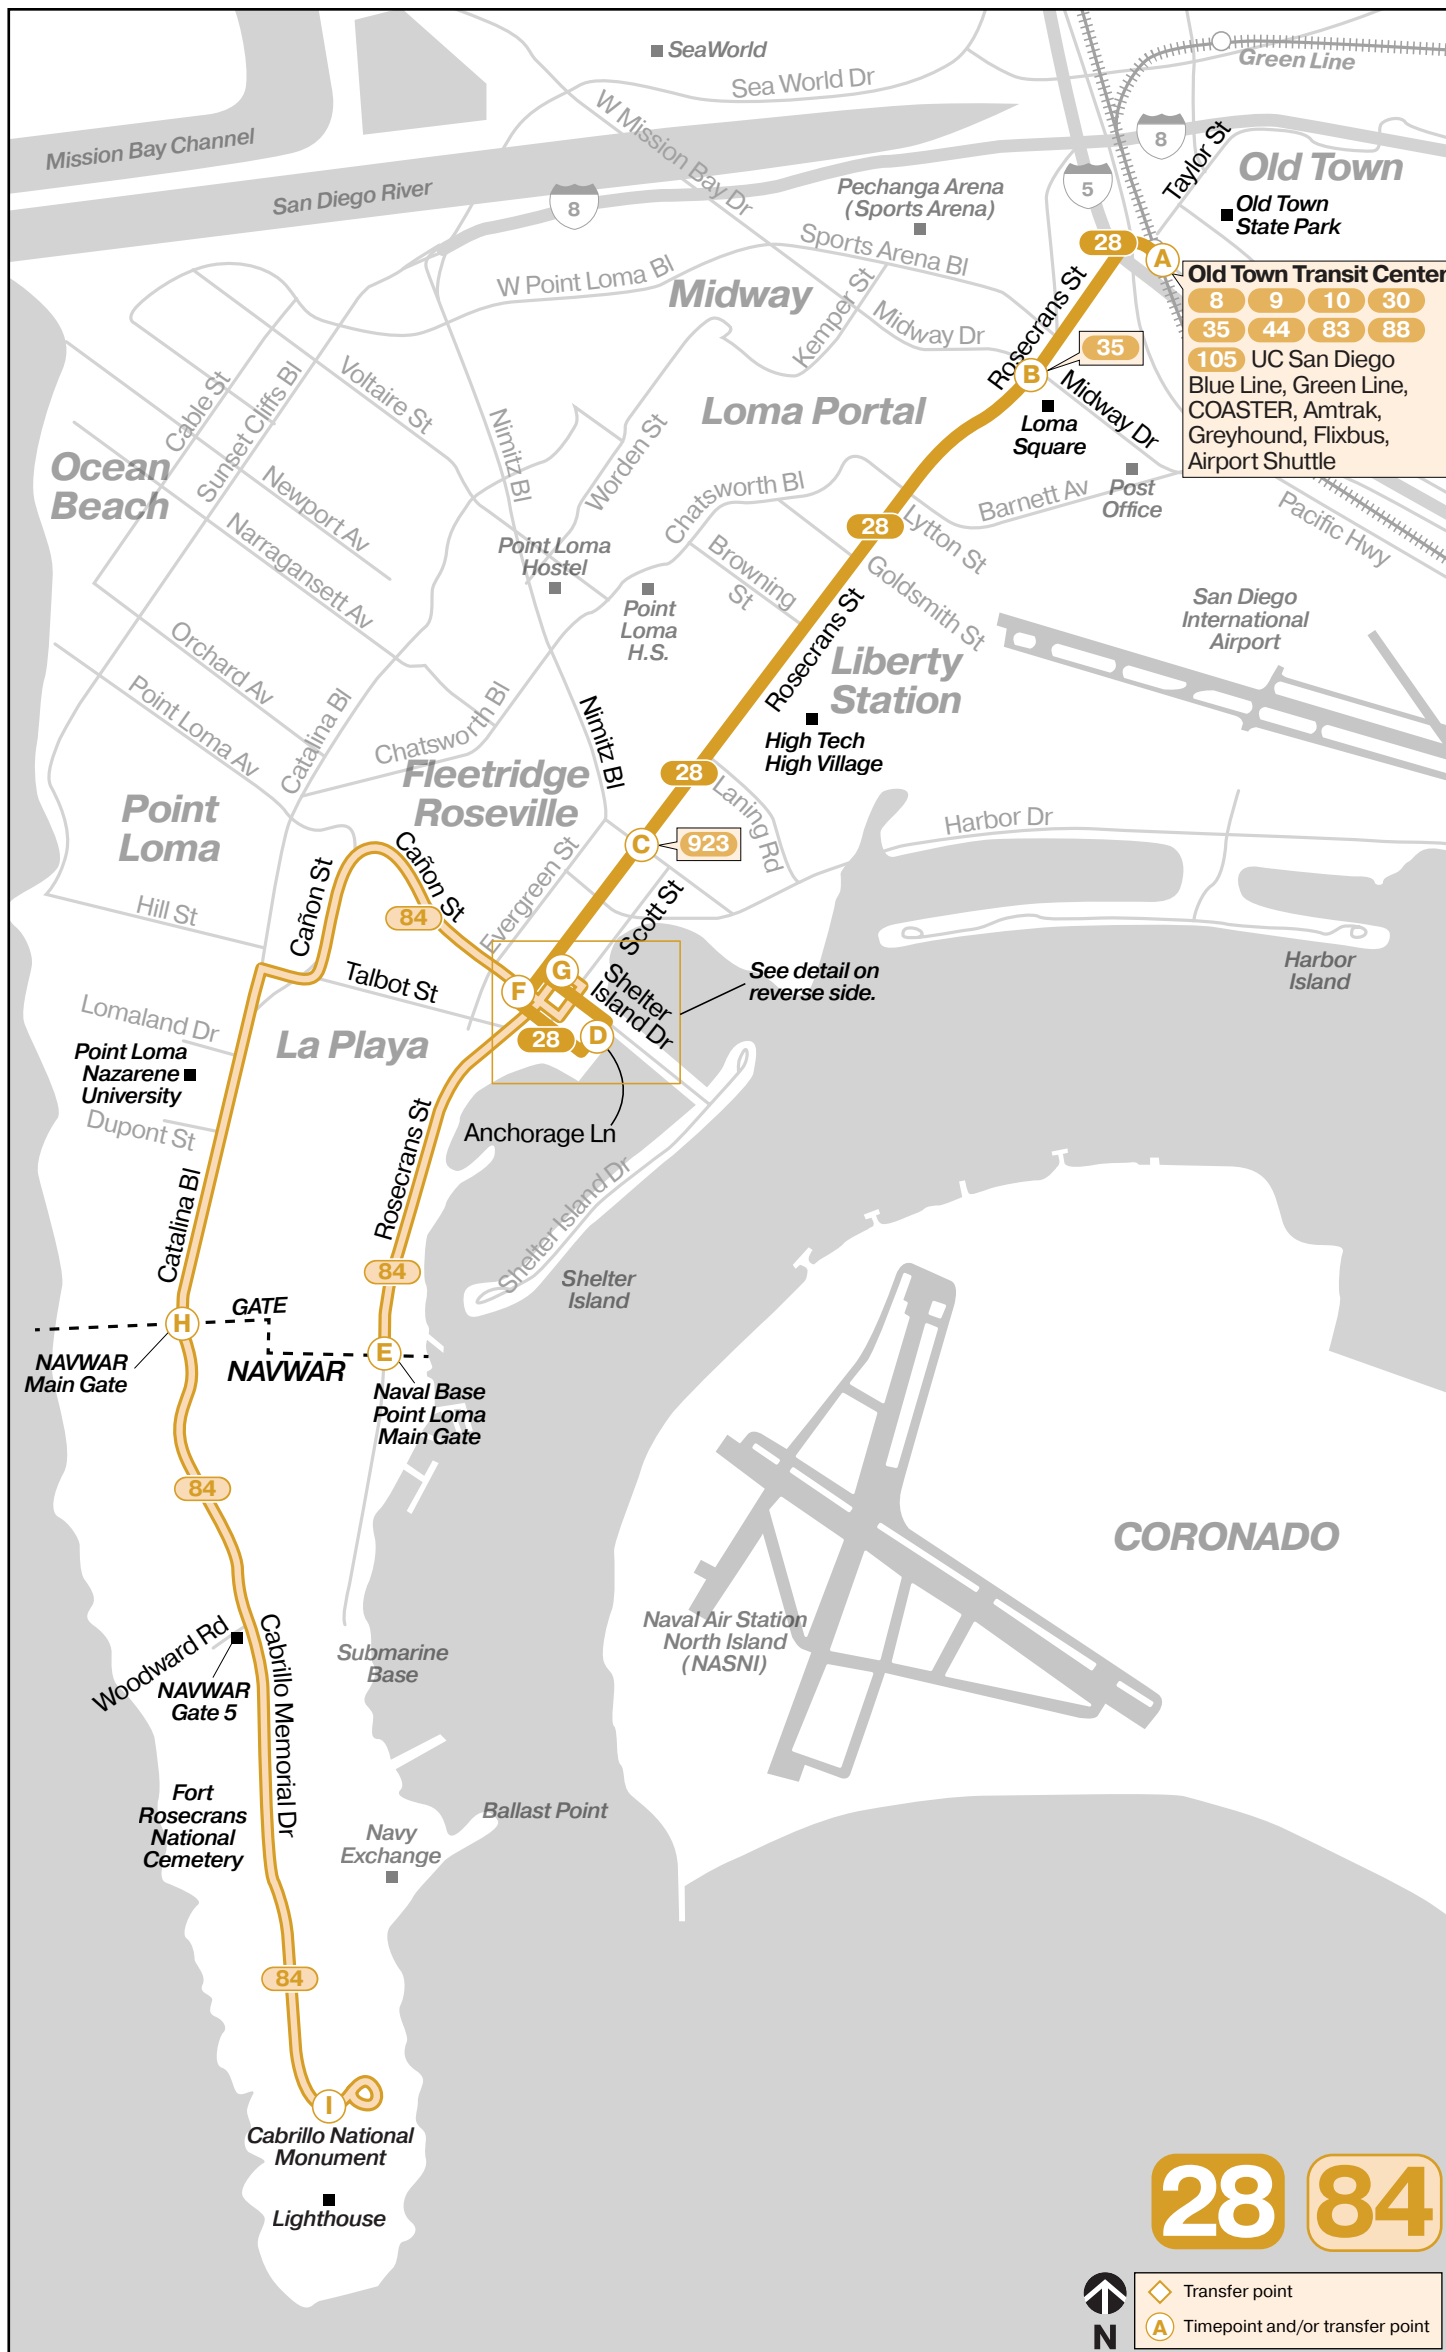 SeaWorld
Sea World Dr
Green Line
W Mission Bay Dr
Mission Bay Channel
San Diego River
8
8
5
Taylor St
Old Town
Old Town
State Park
Pechanga Arena
(Sports Arena)
Sports Arena Bl
W Point Loma Bl
Midway
Kemper St
Midway Dr
28
A
Old Town Transit Center
8
9
10
30
35
44
83
88
105
UC San Diego
Blue Line, Green Line,
COASTER, Amtrak,
Greyhound, Flixbus,
Airport Shuttle
Rosecrans St
35
B
Midway Dr
Loma
Square
Post
Office
Barnett Av
Pacific Hwy
Cable St
Sunset Cliffs Bl
Voltaire St
Nimitz Bl
Worden St
Loma Portal
Ocean
Beach
Newport Av
Narragansett Av
Chatsworth Bl
28
Lytton St
Browning
St
Goldsmith St
Point Loma
Hostel
Point
Loma
H.S.
San Diego
International
Airport
Rosecrans St
Liberty
Station
Orchard Av
Point Loma Av
Catalina Bl
Chatsworth Bl
Nimitz Bl
High Tech
High Village
Fleetridge
Roseville
28
Laning Rd
Point
Loma
Harbor Dr
C
923
Cañon St
Cañon St
Evergreen St
84
Hill St
Scott St
Talbot St
F
G
Shelter
Island Dr
See detail on
reverse side.
Harbor
Island
Lomaland Dr
La Playa
28
D
Point Loma
Nazarene
University
Dupont St
Anchorage Ln
Rosecrans St
Catalina Bl
Shelter Island Dr
84
Shelter
Island
GATE
H
NAVWAR
Main Gate
NAVWAR
E
Naval Base
Point Loma
Main Gate
84
CORONADO
Woodward Rd
NAVWAR
Gate 5
Cabrillo Memorial Dr
Submarine
Base
Naval Air Station
North Island
(NASNI)
Fort
Rosecrans
National
Cemetery
Navy
Exchange
Ballast Point
84
I
Cabrillo National
Monument
Lighthouse
28
84
N
Transfer point
A
Timepoint and/or transfer point